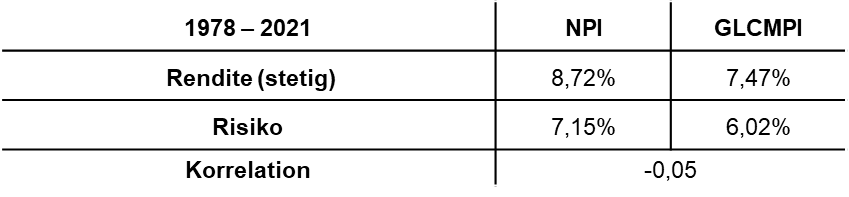 1978 – 2021 NPI GLCMPI
Rendite (stetig) 8,72% 7,47%
Risiko 7,15% 6,02%
Korrelation -0,05